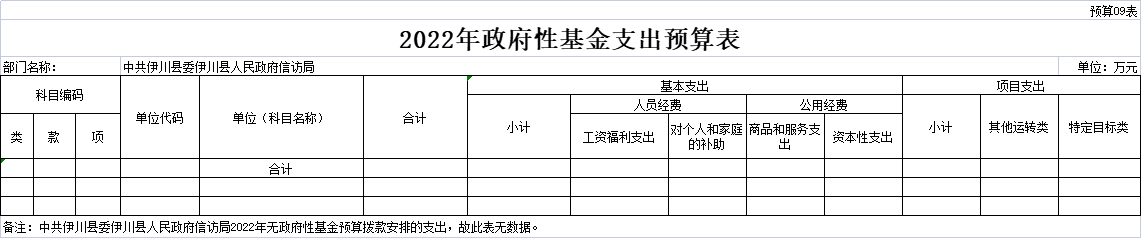 预算09表
2022年政府性基金支出预算表
部门名称： 中共伊川县委伊川县人民政府信访局 单位：万元
科目编码 单位代码 单位（科目名称） 合计 基本支出 项目支出
小计 人员经费 公用经费 小计 其他运转类 特定目标类
类 款 项 工资福利支出 对个人和家庭
的补助 商品和服务支
出 资本性支出
合计
备注：中共伊川县委伊川县人民政府信访局2022年无政府性基金预算拨款安排的支出，故此表无数据。